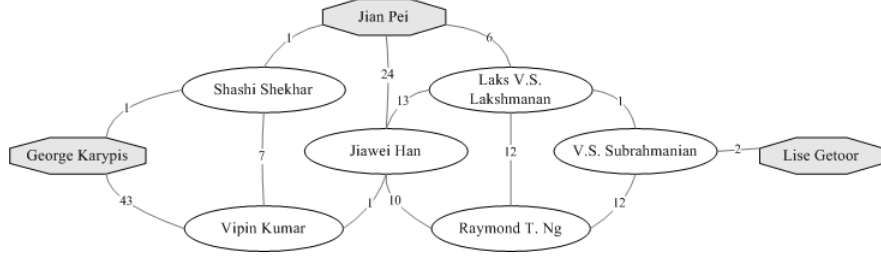 Jian Pei
1
6
24
Shashi Shekhar
Laks V.S.
Lakshmanan
13
1
1
George Karypis
7
Jiawei Han
12
V.S. Subrahmanian
2
Lise Getoor
43
1
10
12
Vipin Kumar
Raymond T. Ng